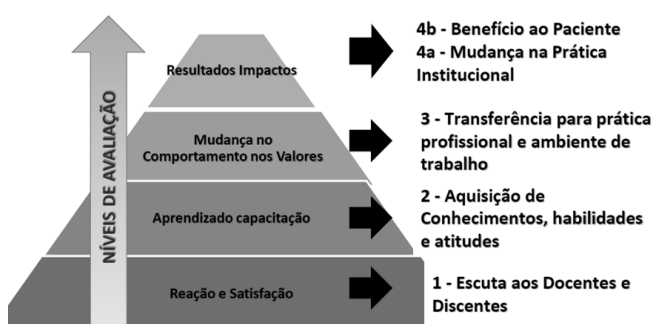 NÍVEIS DE AVALIAÇÃO
Resultados Impactos
4b - Benefício ao Paciente
4a - Mudança na Prática
Institucional
Mudança no
Comportamento nos Valores
3 - Transferência para prática
profissional e ambiente de
trabalho
Aprendizado capacitação
2 - Aquisição de
Conhecimentos, habilidades
e atitudes
Reação e Satisfação
1 - Escuta aos Docentes e
Discentes